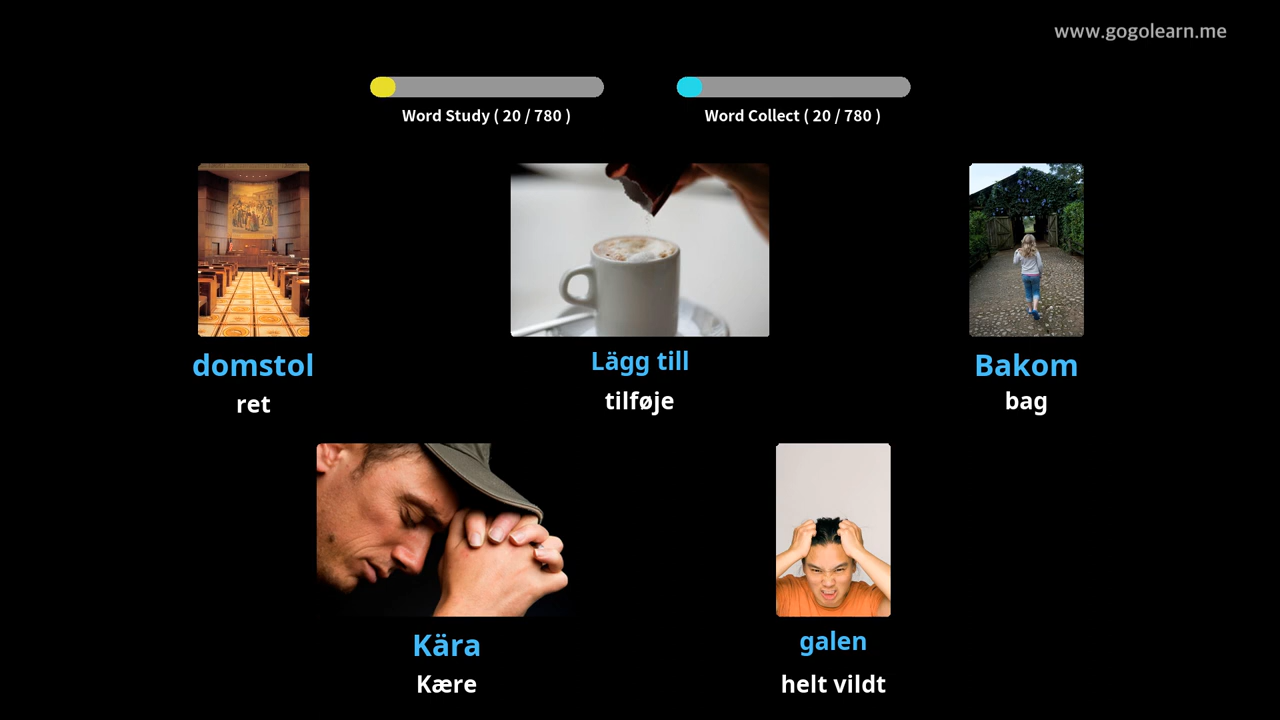 www.gogolearn.me
Word Study ( 20 / 780 )
Word Collect ( 20 / 780 )
domstol
ret
Lägg till
tilføje
Bakom
bag
Kära
Kære
galen
helt vildt